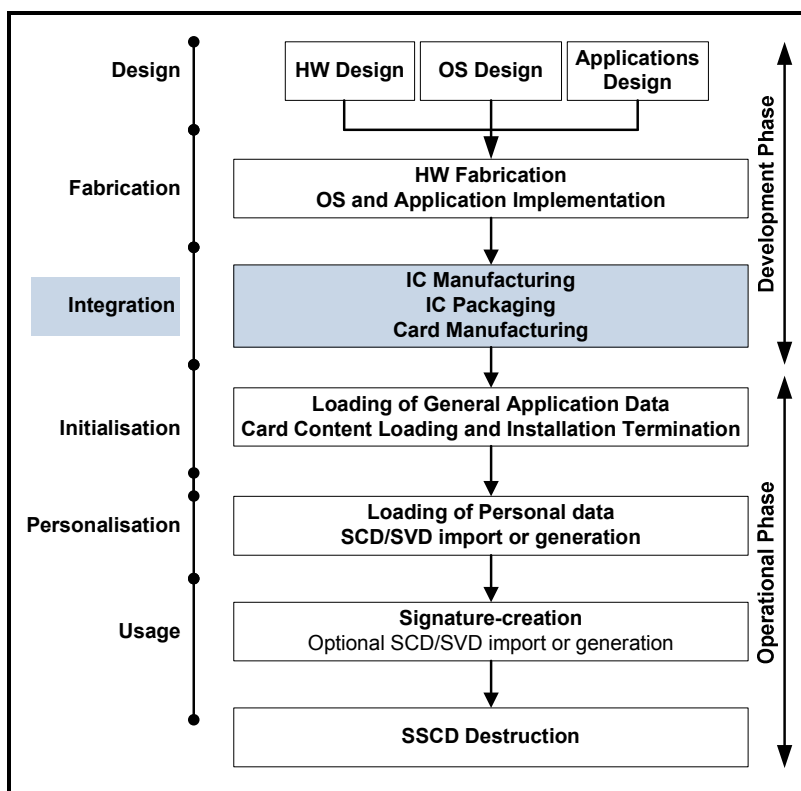 Design
HW Design
OS Design
Applications
Design
Fabrication
HW Fabrication
OS and Application Implementation
Integration
IC Manufacturing
IC Packaging
Card Manufacturing
Development Phase
Initialisation
Loading of General Application Data
Card Content Loading and Installation Termination
Personalisation
Loading of Personal data
SCD/SVD import or generation
Usage
Signature-creation
Optional SCD/SVD import or generation
SSCD Destruction
Operational Phase